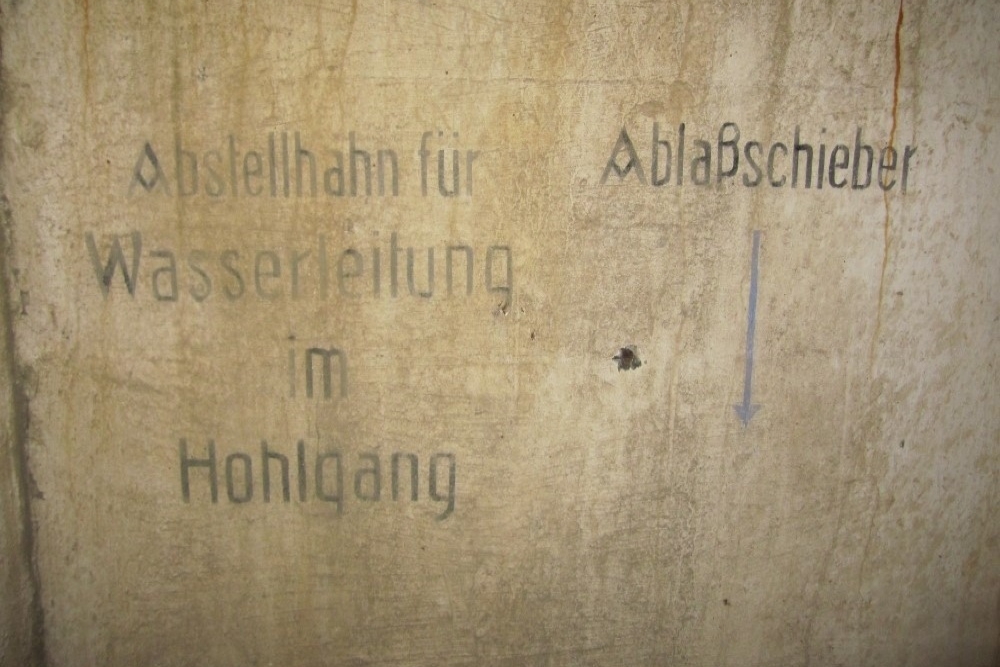 Abstellhahn für
Wasserleitung
im
Hohlgang
Ablaßschieber